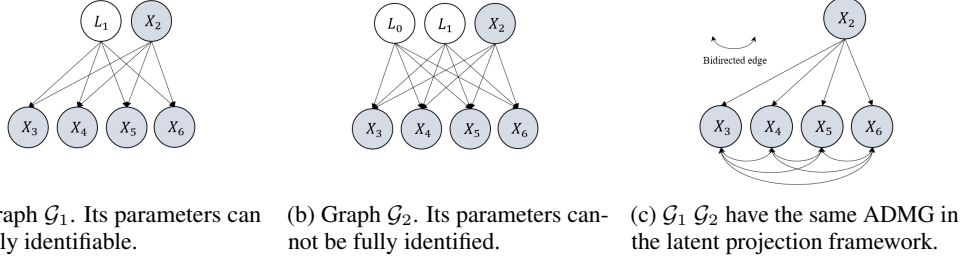 L₁ X₂
X₃ X₄ X₅ X₆
raph 𝒢₁. Its parameters can
ly identifiable.
L₀ L₁ X₂
X₃ X₄ X₅ X₆
(b) Graph 𝒢₂. Its parameters can-
not be fully identified.
X₂
Bidirected edge
X₃ X₄ X₅ X₆
(c) 𝒢₁ 𝒢₂ have the same ADMG in
the latent projection framework.